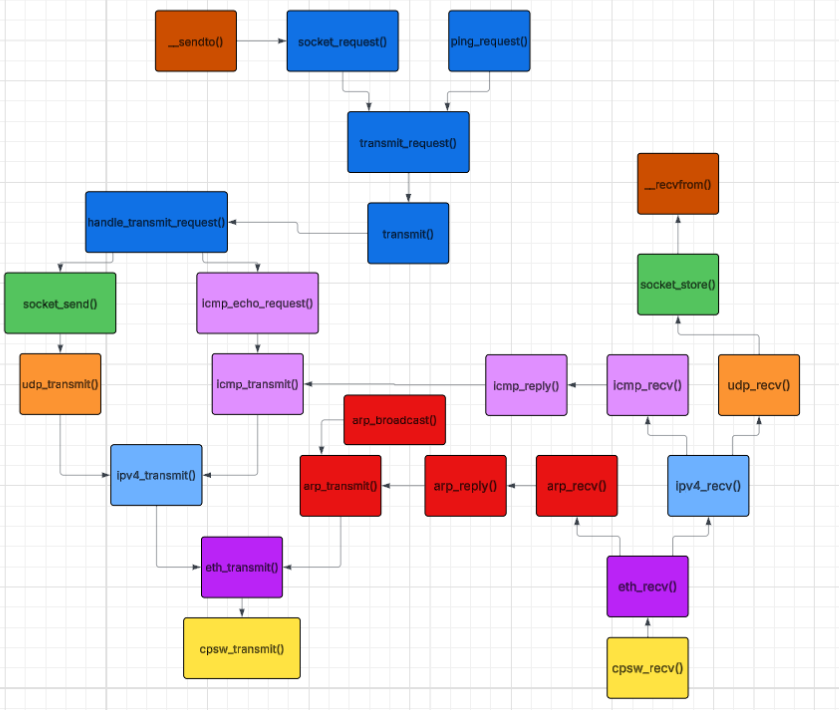 __sendto()
socket_request()
ping_request()
transmit_request()
__recvfrom()
handle_transmit_request()
transmit()
socket_send()
icmp_echo_request()
socket_store()
udp_transmit()
icmp_transmit()
icmp_reply()
icmp_recv()
udp_recv()
arp_broadcast()
ipv4_transmit()
arp_transmit()
arp_reply()
arp_recv()
ipv4_recv()
eth_transmit()
eth_recv()
cpsw_transmit()
cpsw_recv()